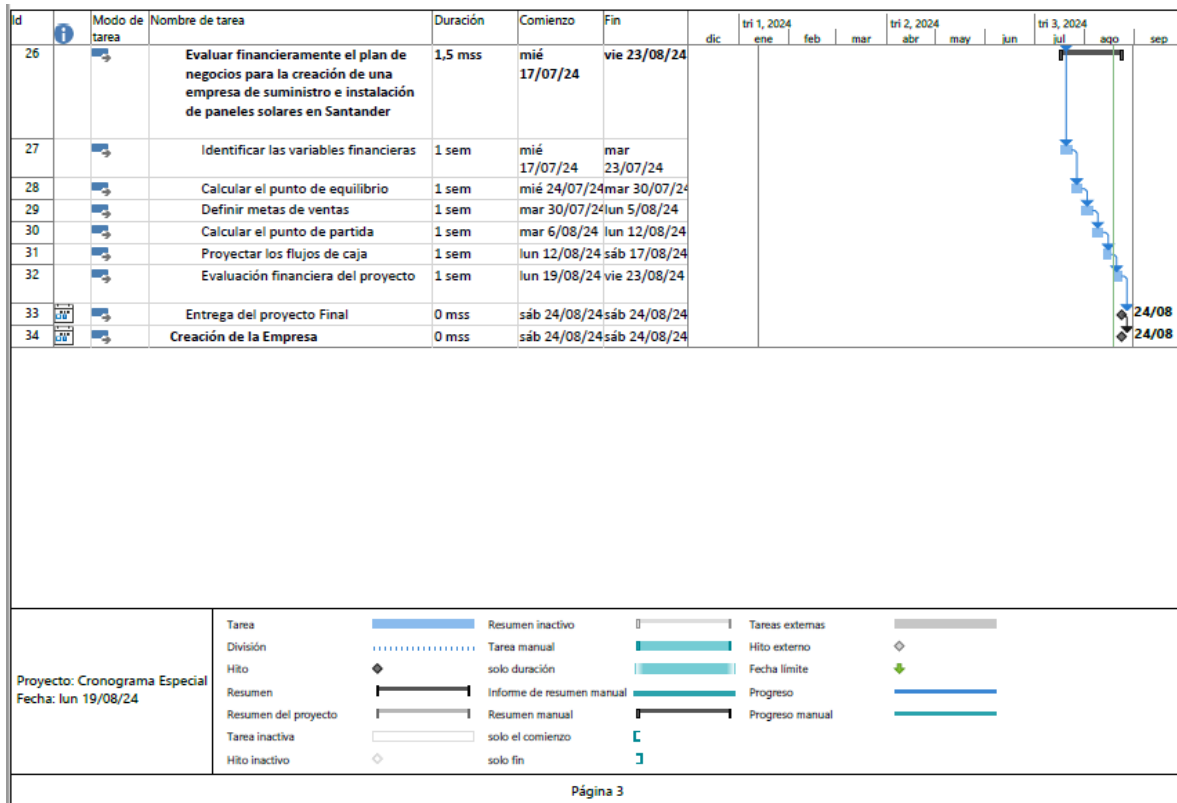 Id Modo de tarea Nombre de tarea Duración Comienzo Fin
tri 1, 2024 tri 2, 2024 tri 3, 2024
dic ene feb mar abr may jun jul ago sep
26 Evaluar financieramente el plan de 1,5 mss mié vie 23/08/24
negocios para la creación de una 17/07/24
empresa de suministro e instalación
de paneles solares en Santander
27 Identificar las variables financieras 1 sem mié mar
17/07/24 23/07/24
28 Calcular el punto de equilibrio 1 sem mié 24/07/24 mar 30/07/24
29 Definir metas de ventas 1 sem mar 30/07/24 lun 5/08/24
30 Calcular el punto de partida 1 sem mar 6/08/24 lun 12/08/24
31 Proyectar los flujos de caja 1 sem lun 12/08/24 sáb 17/08/24
32 Evaluación financiera del proyecto 1 sem lun 19/08/24 vie 23/08/24
33 Entrega del proyecto Final 0 mss sáb 24/08/24 sáb 24/08/24 24/08
34 Creación de la Empresa 0 mss sáb 24/08/24 sáb 24/08/24 24/08
Proyecto: Cronograma Especial
Fecha: lun 19/08/24
Tarea Resumen inactivo Tareas externas
División Tarea manual Hito externo
Hito solo duración Fecha límite
Resumen Informe de resumen manual Progreso
Resumen del proyecto Resumen manual Progreso manual
Tarea inactiva solo el comienzo
Hito inactivo solo fin
Página 3